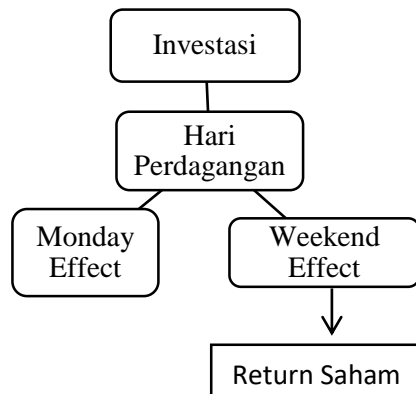 Investasi
Hari
Perdagangan
Monday
Effect
Weekend
Effect
Return Saham